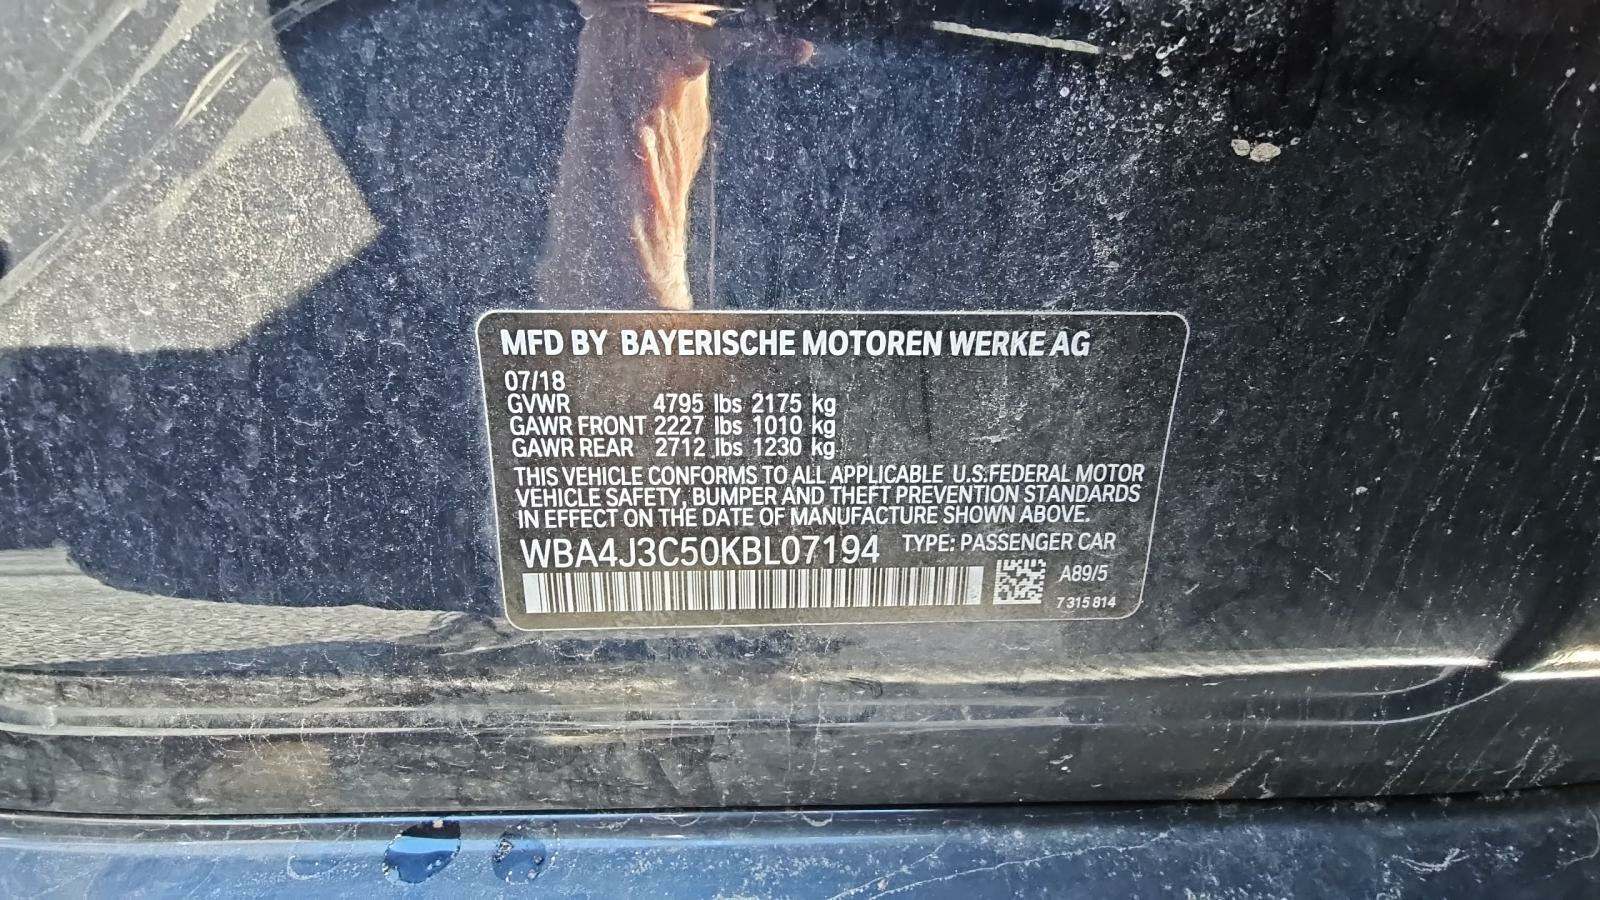 MFD BY BAYERISCHE MOTOREN WERKE AG
07/18
GVWR 4795 lbs 2175 kg
GAWR FRONT 2227 lbs 1010 kg
GAWR REAR 2712 lbs 1230 kg
THIS VEHICLE CONFORMS TO ALL APPLICABLE U.S.FEDERAL MOTOR
VEHICLE SAFETY, BUMPER AND THEFT PREVENTION STANDARDS
IN EFFECT ON THE DATE OF MANUFACTURE SHOWN ABOVE.
WBA4J3C50KBL07194 TYPE: PASSENGER CAR
A89/5
7 315 814